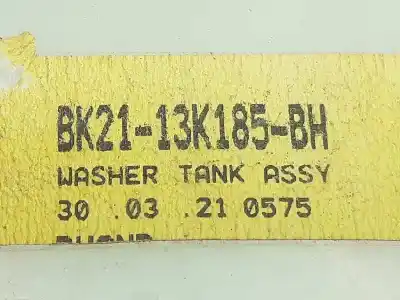 BK21-13K185-BH
WASHER TANK ASSY
30 .03 .21 0575